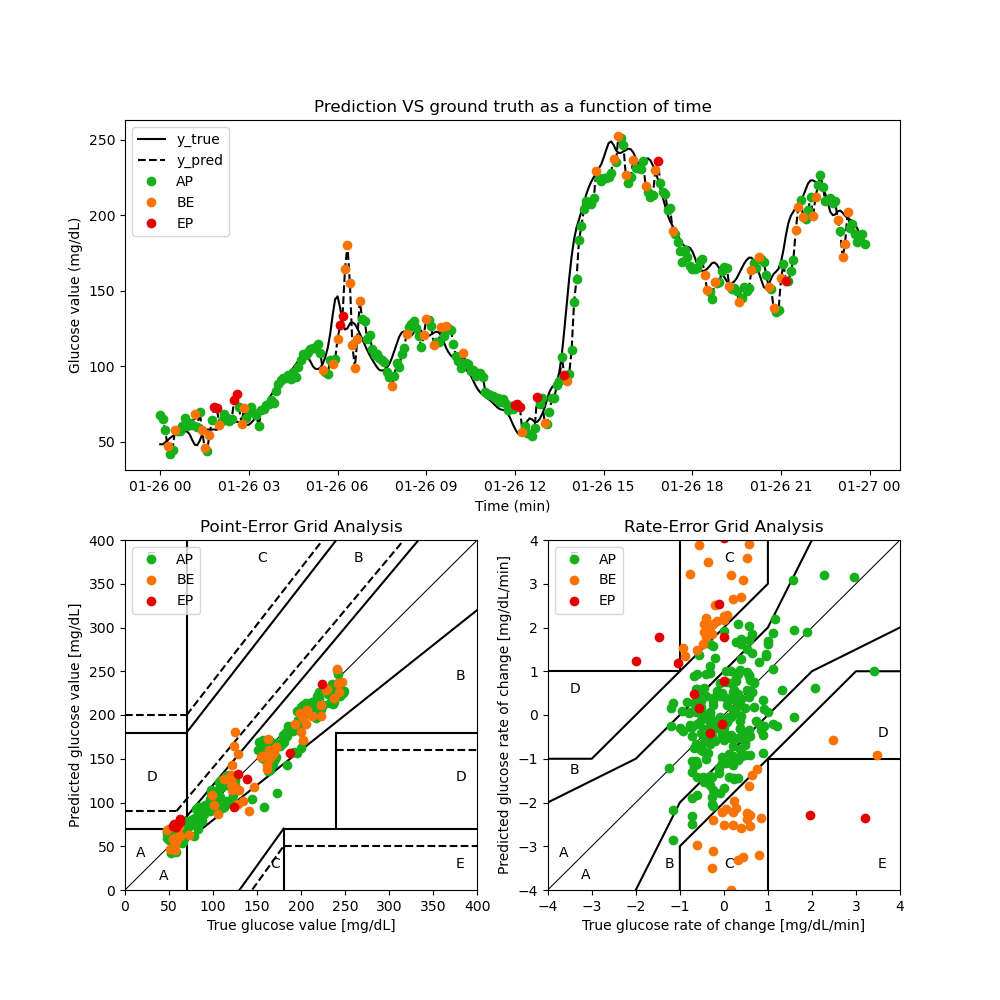 Prediction VS ground truth as a function of time
Glucose value (mg/dL)
250
200
150
100
50
y_true
y_pred
AP
BE
EP
01-26 00 01-26 03 01-26 06 01-26 09 01-26 12 01-26 15 01-26 18 01-26 21 01-27 00
Time (min)
Point-Error Grid Analysis
Predicted glucose value [mg/dL]
400
350
300
250
200
150
100
50
0
AP
BE
EP
C B
B
D D
A
A C E
0 50 100 150 200 250 300 350 400
True glucose value [mg/dL]
Rate-Error Grid Analysis
Predicted glucose rate of change [mg/dL/min]
4
3
2
1
0
−1
−2
−3
−4
AP
BE
EP
C
D
D
B
A
A B C E
−4 −3 −2 −1 0 1 2 3 4
True glucose rate of change [mg/dL/min]